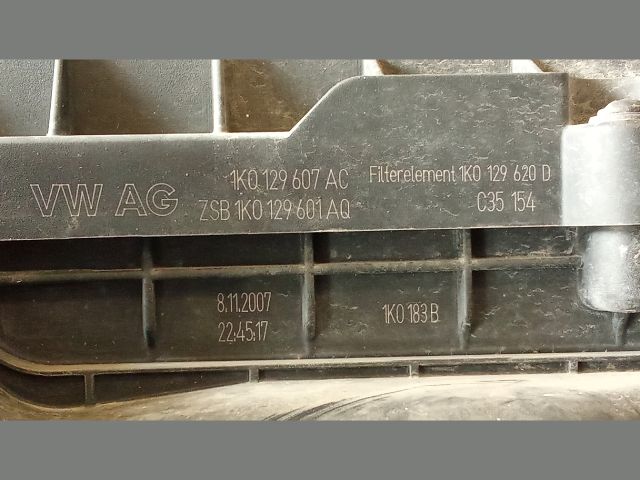 VW AG
1K0 129 607 AC
ZSB 1K0 129 601 AQ
Filterelement 1K0 129 620 D
C35 154
8.11.2007
22:45:17
1K0 183 B